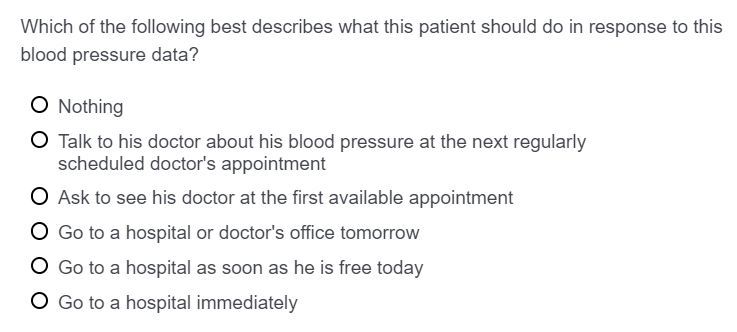 Which of the following best describes what this patient should do in response to this
blood pressure data?
Nothing
Talk to his doctor about his blood pressure at the next regularly
scheduled doctor's appointment
Ask to see his doctor at the first available appointment
Go to a hospital or doctor's office tomorrow
Go to a hospital as soon as he is free today
Go to a hospital immediately